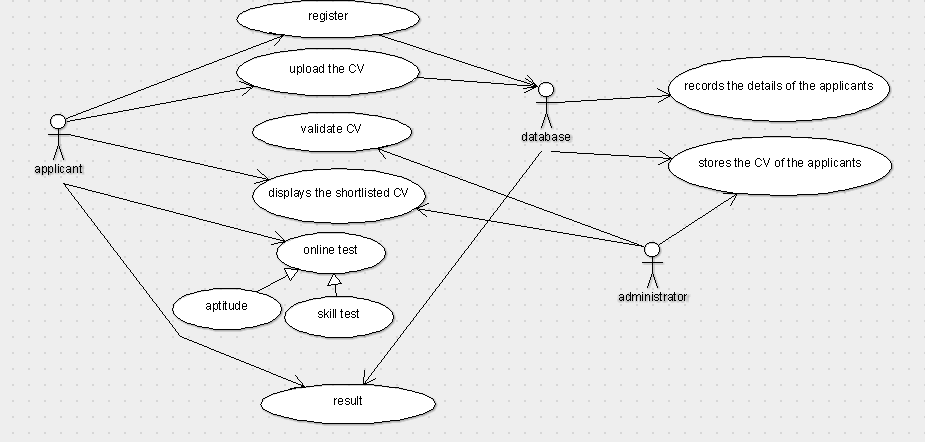 register
upload the CV
records the details of the applicants
validate CV
database
applicant
stores the CV of the applicants
displays the shortlisted CV
online test
administrator
aptitude
skill test
result